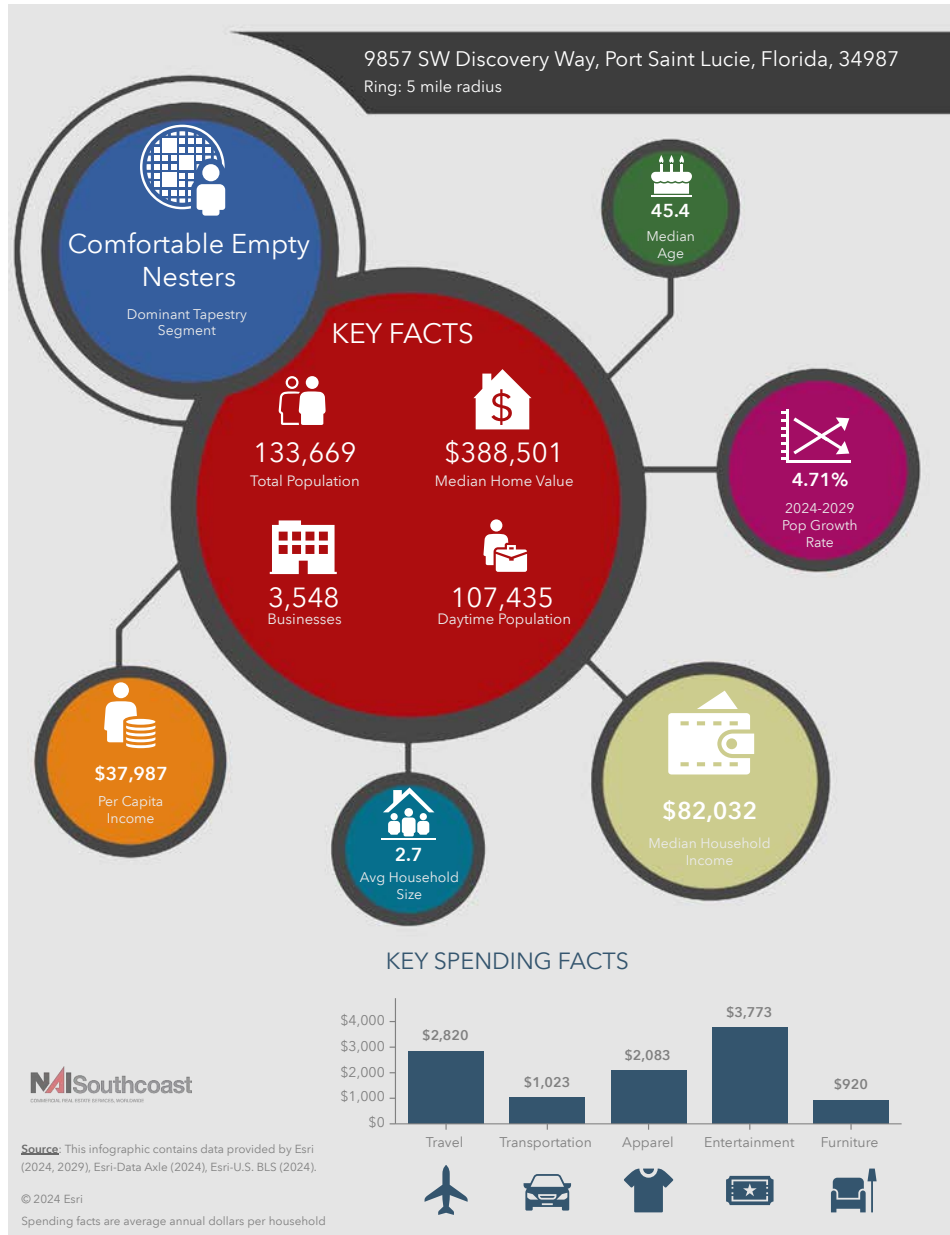 9857 SW Discovery Way, Port Saint Lucie, Florida, 34987
Ring: 5 mile radius
Comfortable Empty
Nesters
Dominant Tapestry
Segment
45.4
Median
Age
KEY FACTS
133,669
Total Population
$388,501
Median Home Value
3,548
Businesses
107,435
Daytime Population
4.71%
2024-2029
Pop Growth
Rate
$37,987
Per Capita
Income
2.7
Avg Household
Size
$82,032
Median Household
Income
KEY SPENDING FACTS
$4,000
$3,000
$2,000
$1,000
$0
$2,820
$1,023
$2,083
$3,773
$920
Travel
Transportation
Apparel
Entertainment
Furniture
NAISouthcoast
COMMERCIAL REAL ESTATE SERVICES, WORLDWIDE
Source: This infographic contains data provided by Esri
(2024, 2029), Esri-Data Axle (2024), Esri-U.S. BLS (2024).
© 2024 Esri
Spending facts are average annual dollars per household